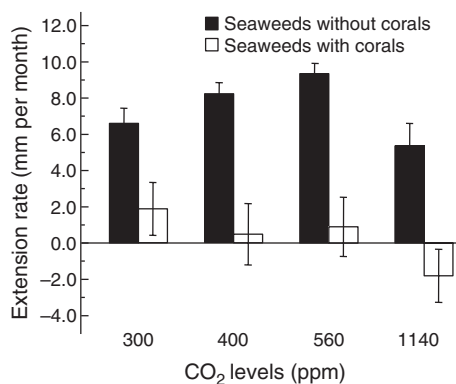 Seaweeds without corals
Seaweeds with corals
Extension rate (mm per month)
12.0
10.0
8.0
6.0
4.0
2.0
0.0
–2.0
–4.0
300 400 560 1140
CO2 levels (ppm)